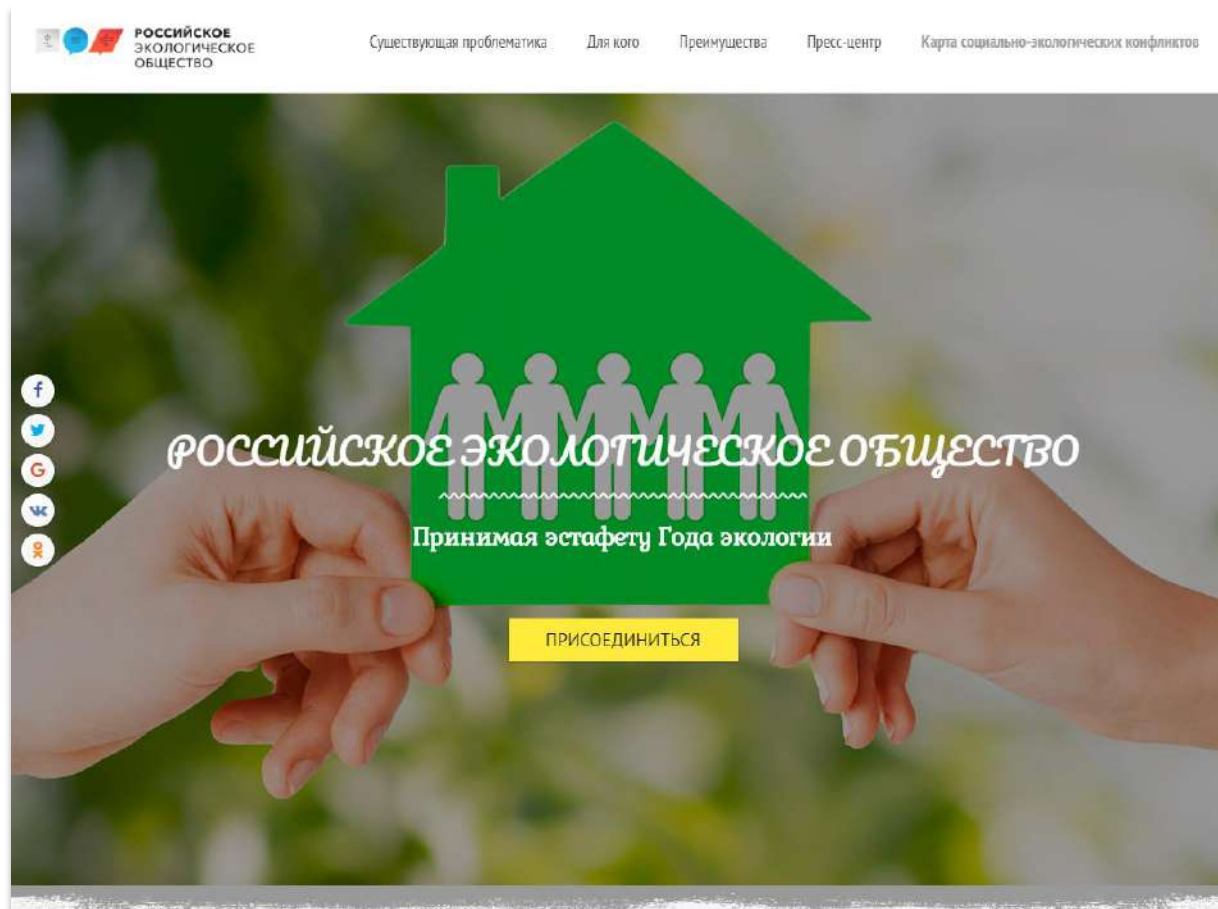 РОССИЙСКОЕ
ЭКОЛОГИЧЕСКОЕ
ОБЩЕСТВО
Существующая проблематика Для кого Преимущества Пресс-центр Карта социально-экологических конфликтов
РОССИЙСКОЕ ЭКОЛОГИЧЕСКОЕ ОБЩЕСТВО
Принимая эстафету Года экологии
ПРИСОЕДИНИТЬСЯ